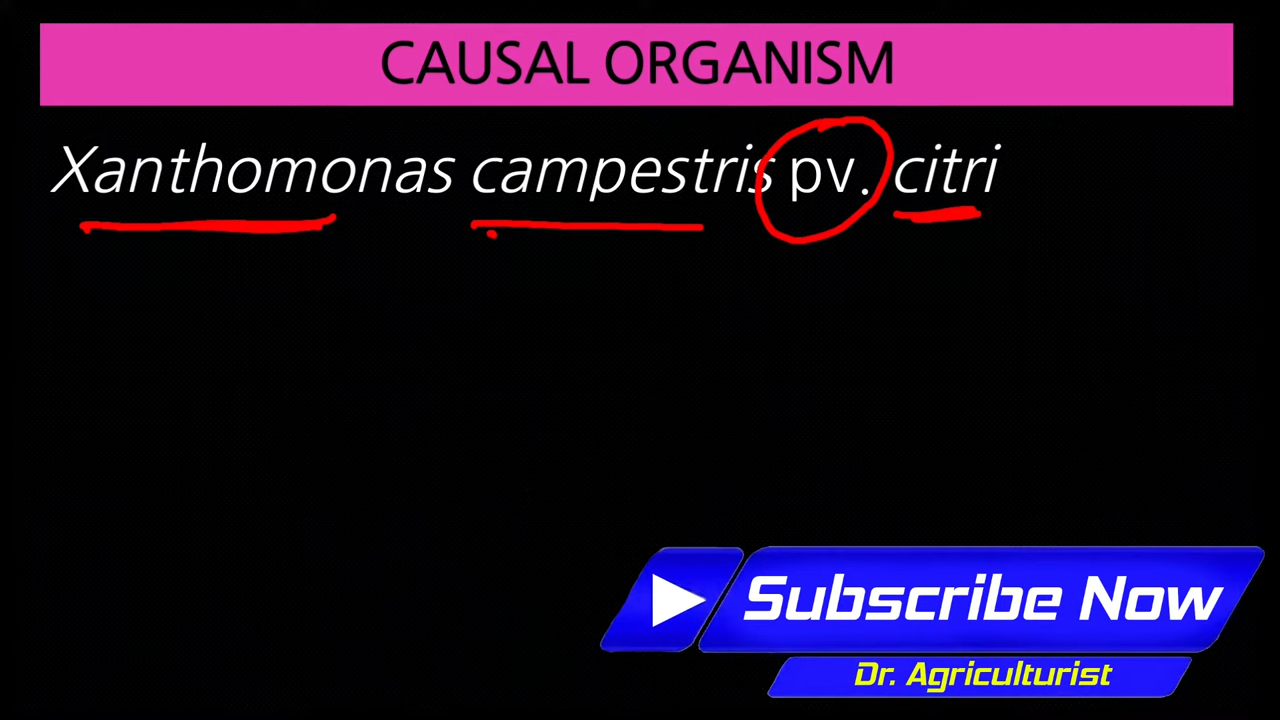 CAUSAL ORGANISM
Xanthomonas campestris pv. citri
Subscribe Now
Dr. Agriculturist